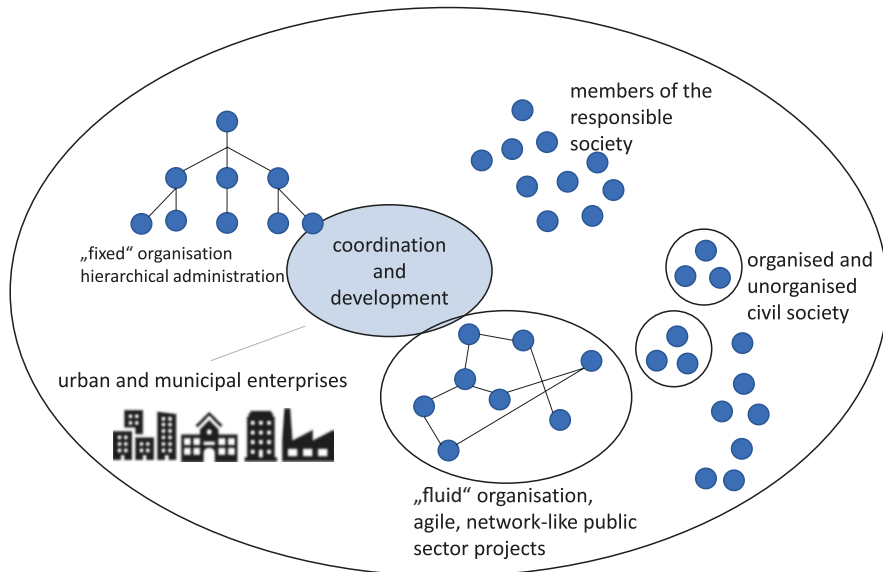 members of the
responsible
society
„fixed“ organisation
hierarchical administration
coordination
and
development
organised and
unorganised
civil society
urban and municipal enterprises
„fluid“ organisation,
agile, network-like public
sector projects